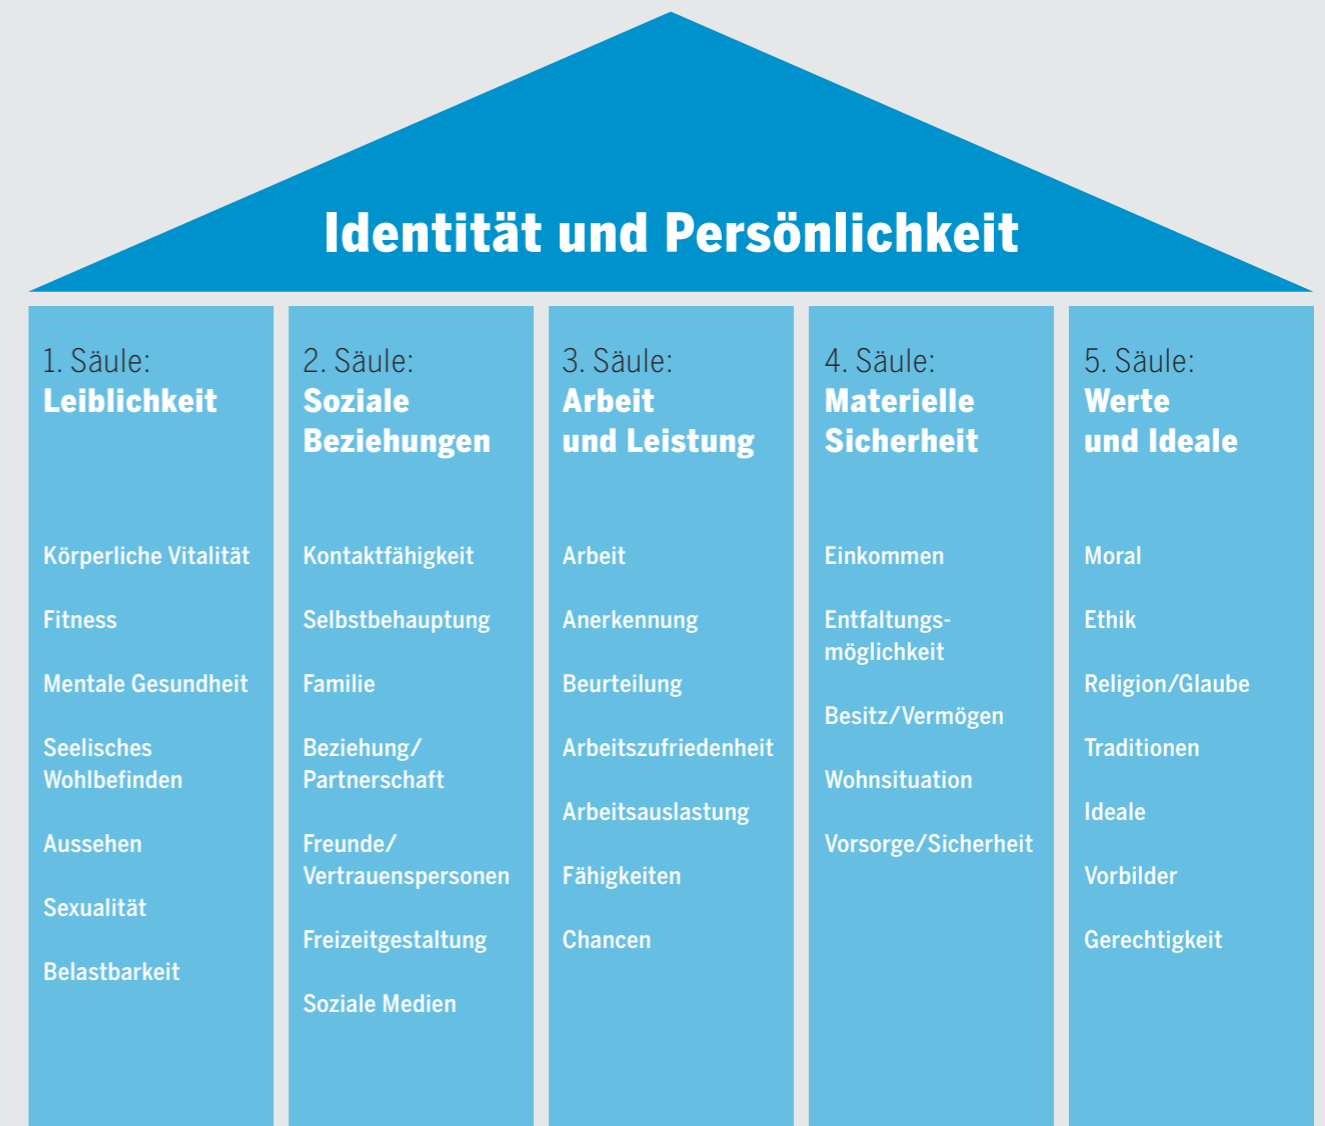 Identität und Persönlichkeit
1. Säule:
Leiblichkeit
Körperliche Vitalität
Fitness
Mentale Gesundheit
Seelisches
Wohlbefinden
Aussehen
Sexualität
Belastbarkeit
2. Säule:
Soziale
Beziehungen
Kontaktfähigkeit
Selbstbehauptung
Familie
Beziehung/
Partnerschaft
Freunde/
Vertrauenspersonen
Freizeitgestaltung
Soziale Medien
3. Säule:
Arbeit
und Leistung
Arbeit
Anerkennung
Beurteilung
Arbeitszufriedenheit
Arbeitsauslastung
Fähigkeiten
Chancen
4. Säule:
Materielle
Sicherheit
Einkommen
Entfaltungs-
möglichkeit
Besitz/Vermögen
Wohnsituation
Vorsorge/Sicherheit
5. Säule:
Werte
und Ideale
Moral
Ethik
Religion/Glaube
Traditionen
Ideale
Vorbilder
Gerechtigkeit